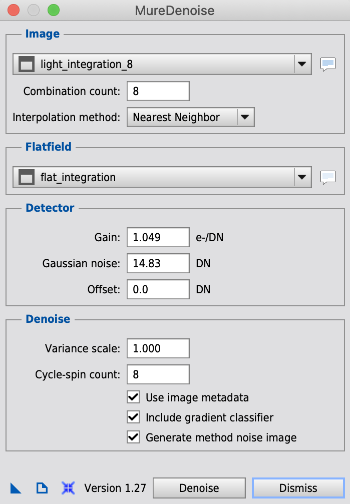 MureDenoise
Image
light_integration_8
Combination count: 8
Interpolation method: Nearest Neighbor
Flatfield
flat_integration
Detector
Gain: 1.049 e-/DN
Gaussian noise: 14.83 DN
Offset: 0.0 DN
Denoise
Variance scale: 1.000
Cycle-spin count: 8
Use image metadata
Include gradient classifier
Generate method noise image
Version 1.27 Denoise Dismiss